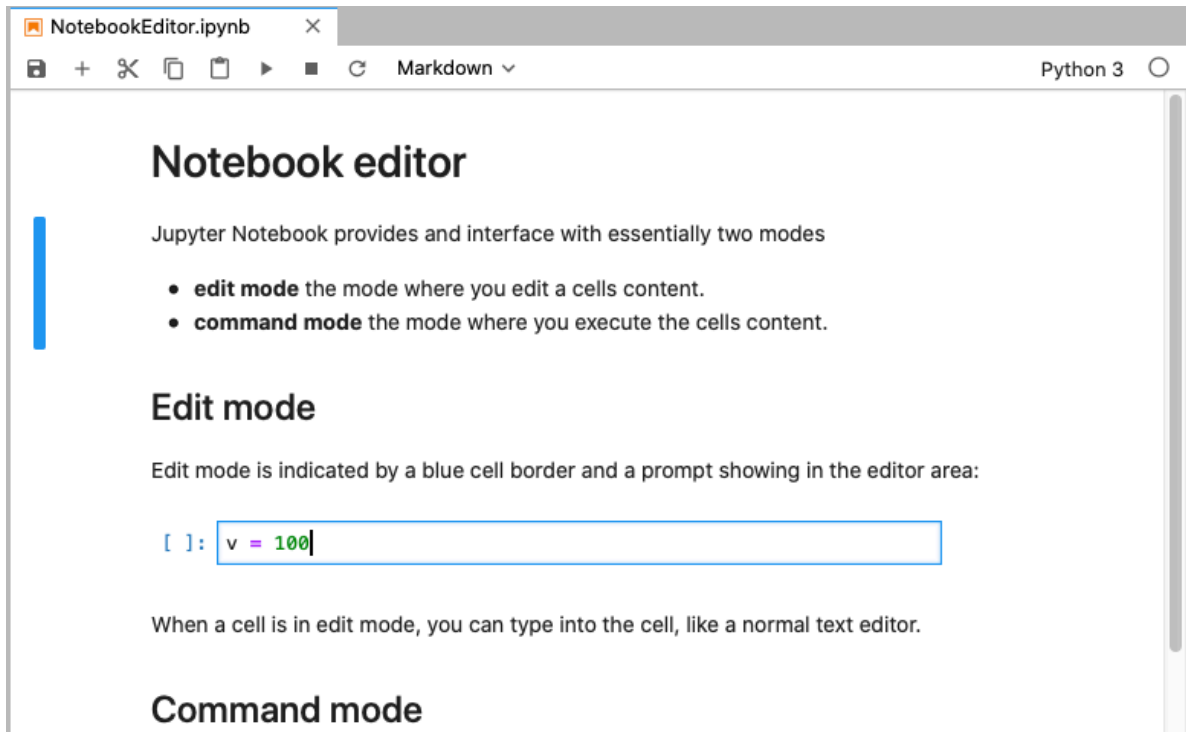 NotebookEditor.ipynb
Markdown
Python 3
Notebook editor
Jupyter Notebook provides and interface with essentially two modes
• edit mode the mode where you edit a cells content.
• command mode the mode where you execute the cells content.
Edit mode
Edit mode is indicated by a blue cell border and a prompt showing in the editor area:
[ ]: v = 100
When a cell is in edit mode, you can type into the cell, like a normal text editor.
Command mode